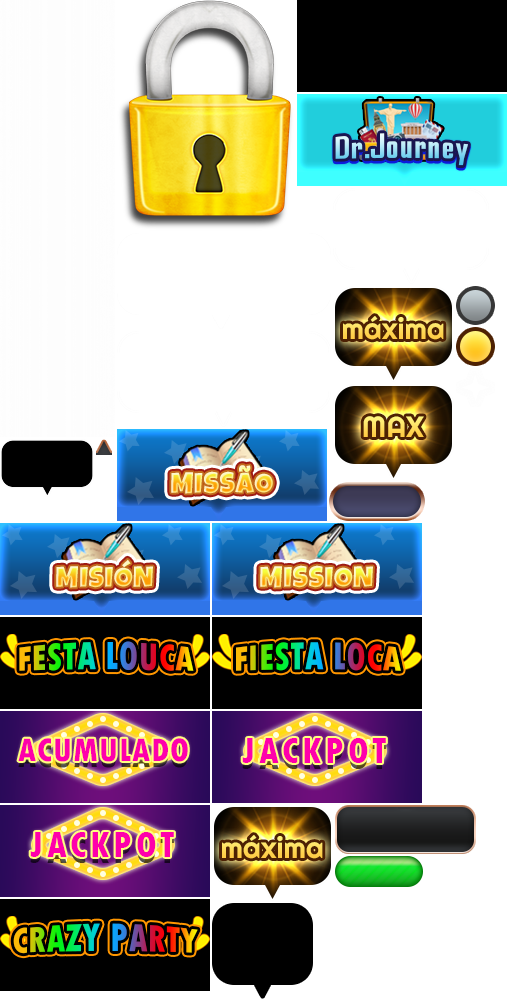 Dr.Journey
máxima
MAX
MISSÃO
MISIÓN
MISSION
FESTA LOUCA
FIESTA LOCA
ACUMULADO
JACKPOT
JACKPOT
máxima
CRAZY PARTY